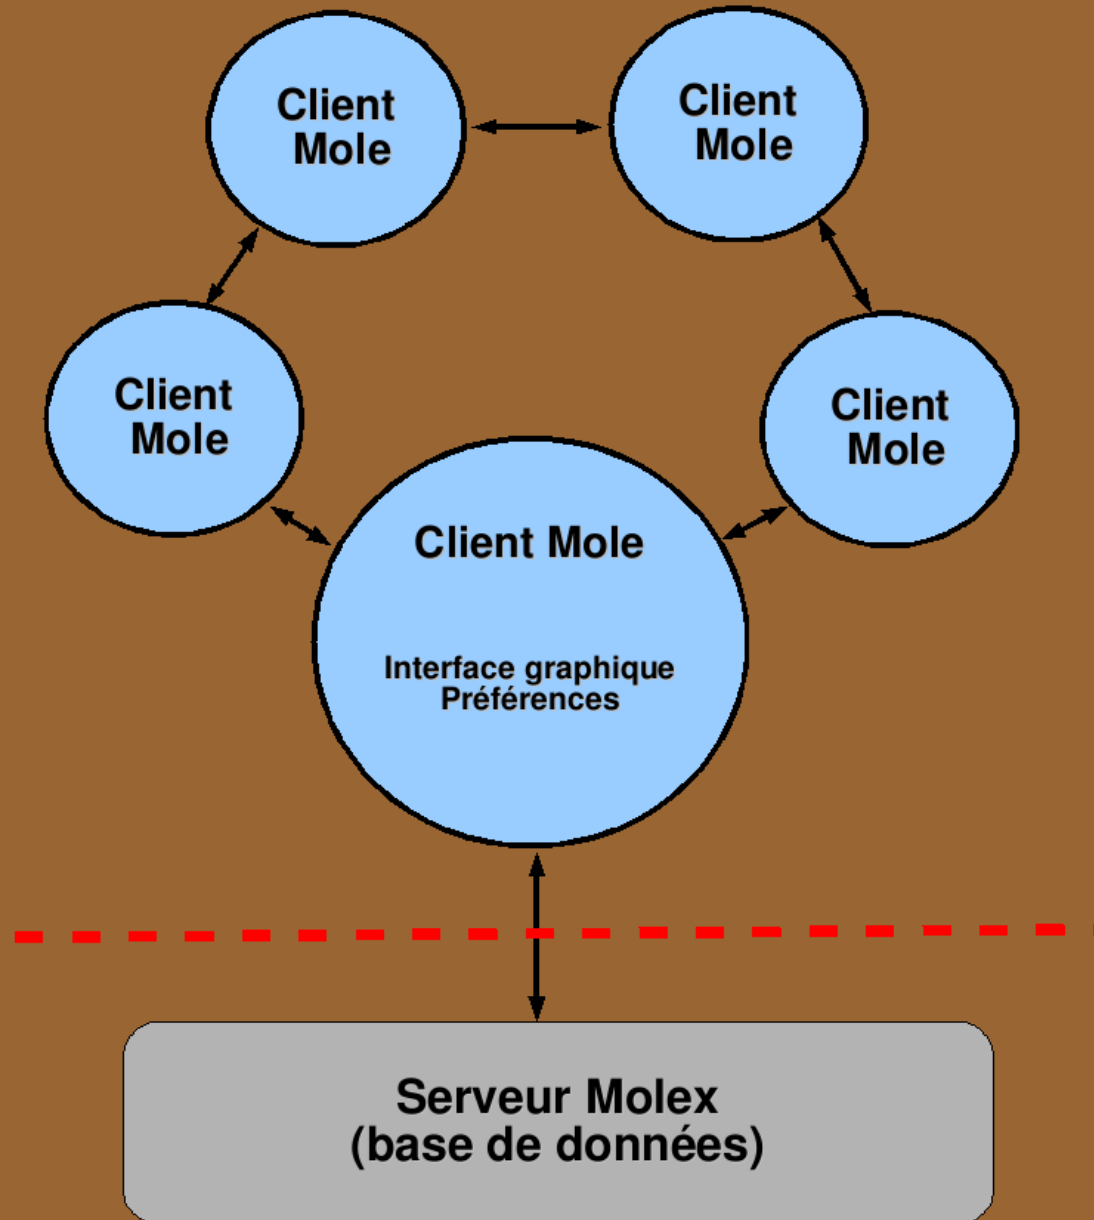 Client
Mole
Client
Mole
Client
Mole
Client
Mole
Client Mole
Interface graphique
Préférences
Serveur Molex
(base de données)